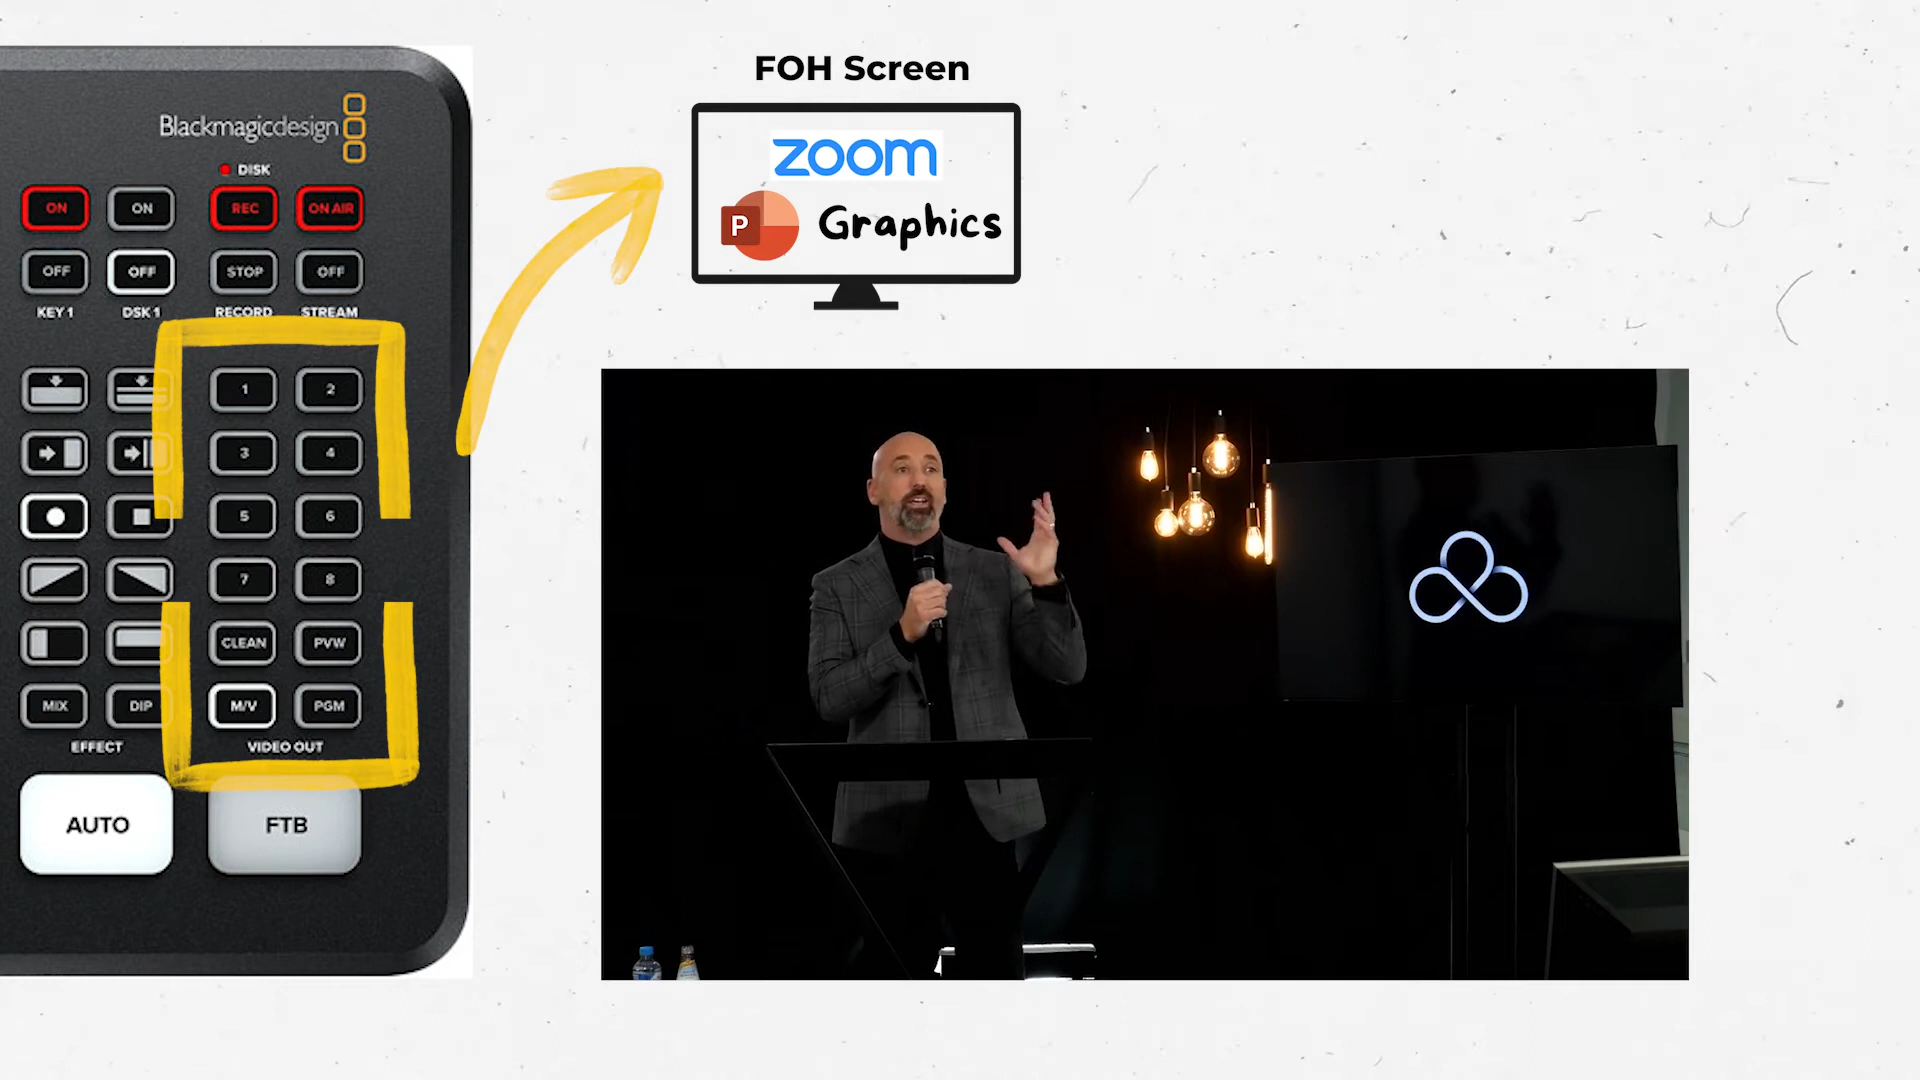 FOH Screen
zoom
P Graphics
Blackmagicdesign
DISK
ON ON REC ON AIR
OFF OFF STOP OFF
KEY 1 DSK 1 RECORD STREAM
1 2
3 4
5 6
7 8
CLEAN PVW
MIX DIP M/V PGM
EFFECT VIDEO OUT
AUTO FTB